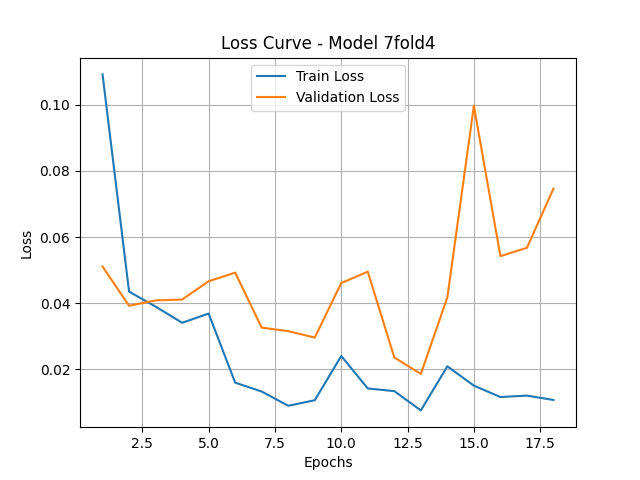 Loss Curve - Model 7fold4
Train Loss
Validation Loss
0.10
0.08
0.06
0.04
0.02
Loss
2.5 5.0 7.5 10.0 12.5 15.0 17.5
Epochs